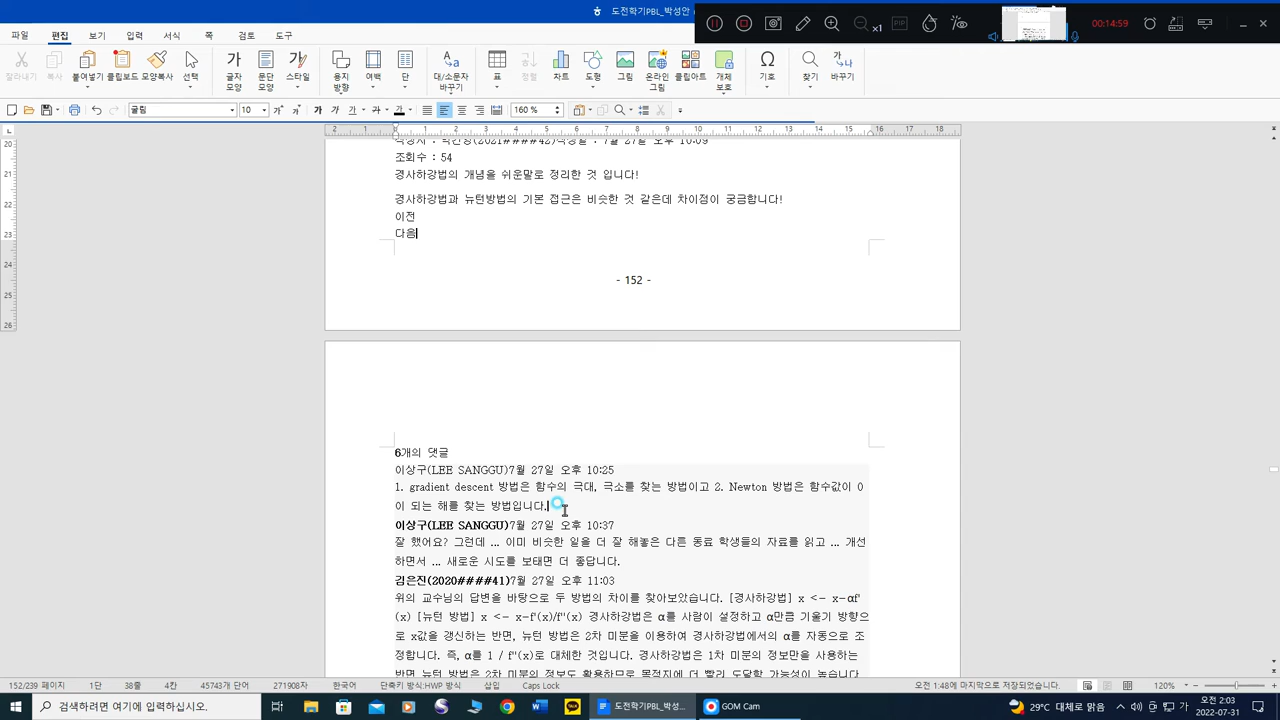 도전학기PBL_박성안
00:14:59
파일 편집 보기 입력 서식 쪽 검토 도구
잘라내기 복사 붙여넣기 클립보드 모양복사 선택 글자 모양 문단 모양 스타일 용지 방향 여백 단 대/소문자 바꾸기 표 정렬 차트 도형 그림 온라인 그림 클립아트 개체 보호 기호 찾기 바꾸기
굴림 10 160 %
조회수 : 54
경사하강법의 개념을 쉬운말로 정리한 것 입니다!
경사하강법과 뉴턴방법의 기본 접근은 비슷한 것 같은데 차이점이 궁금합니다!
이전
다음
- 152 -
6개의 댓글
이상구(LEE SANGGU)7월 27일 오후 10:25
1. gradient descent 방법은 함수의 극대, 극소를 찾는 방법이고 2. Newton 방법은 함수값이 0
이 되는 해를 찾는 방법입니다.
이상구(LEE SANGGU)7월 27일 오후 10:37
잘 했어요? 그런데 ... 이미 비슷한 일을 더 잘 해놓은 다른 동료 학생들의 자료를 읽고 ... 개선
하면서 ... 새로운 시도를 보태면 더 좋답니다.
김은진(2020####41)7월 27일 오후 11:03
위의 교수님의 답변을 바탕으로 두 방법의 차이를 찾아보았습니다. [경사하강법] x <- x-αf'
(x) [뉴턴 방법] x <- x-f'(x)/f''(x) 경사하강법은 α를 사람이 설정하고 α만큼 기울기 방향으
로 x값을 갱신하는 반면, 뉴턴 방법은 2차 미분을 이용하여 경사하강법에서의 α를 자동으로 조
정합니다. 즉, α를 1 / f''(x)로 대체한 것입니다. 경사하강법은 1차 미분의 정보만을 사용하는
반면 뉴턴 방법은 2차 미분의 정보도 활용하므로 목적지에 더 빨리 도달할 가능성이 높습니다
152/239 페이지 1단 38줄 4칸 45743개 단어 271908자 한국어 단축키 방식:HWP 방식 삽입 Caps Lock 오전 1:48에 마지막으로 저장되었습니다. 120%
검색하려면 여기에 입력하십시오. 도전학기PBL_박성... GOM Cam 29°C 대체로 맑음 오전 2:03
2022-07-31